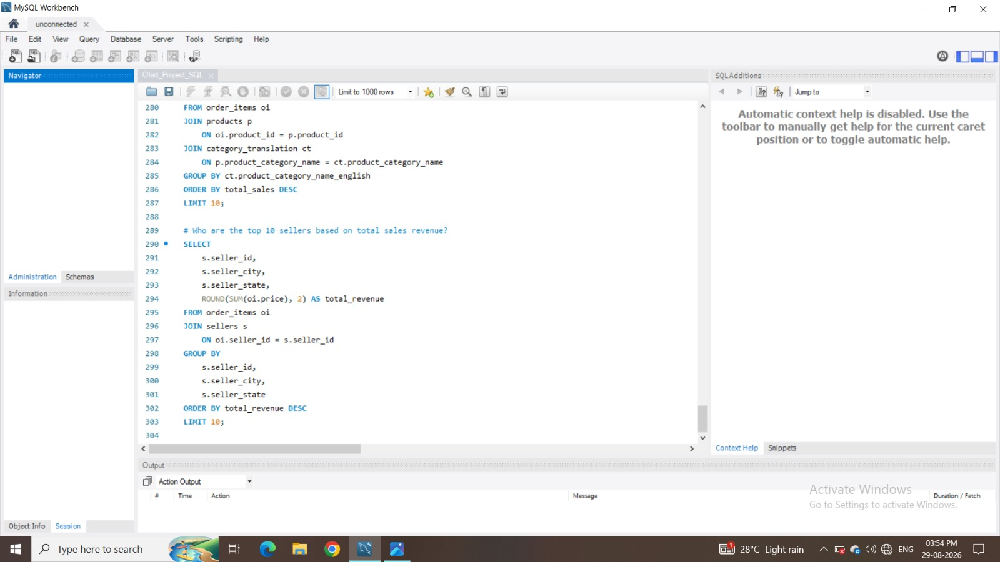 MySQL Workbench
unconnected
File Edit View Query Database Server Tools Scripting Help
Navigator
Olist_Project_SQL
SQLAdditions
Limit to 1000 rows
Jump to
280 FROM order_items oi
281 JOIN products p
282 ON oi.product_id = p.product_id
283 JOIN category_translation ct
284 ON p.product_category_name = ct.product_category_name
285 GROUP BY ct.product_category_name_english
286 ORDER BY total_sales DESC
287 LIMIT 10;
288
289 # Who are the top 10 sellers based on total sales revenue?
290 SELECT
291 s.seller_id,
292 s.seller_city,
293 s.seller_state,
294 ROUND(SUM(oi.price), 2) AS total_revenue
295 FROM order_items oi
296 JOIN sellers s
297 ON oi.seller_id = s.seller_id
298 GROUP BY
299 s.seller_id,
300 s.seller_city,
301 s.seller_state
302 ORDER BY total_revenue DESC
303 LIMIT 10;
304
Automatic context help is disabled. Use the
toolbar to manually get help for the current caret
position or to toggle automatic help.
Administration Schemas
Information
Context Help Snippets
Output
Action Output
# Time Action Message Duration / Fetch
Activate Windows
Go to Settings to activate Windows.
Object Info Session
Type here to search
1
28°C Light rain
ENG
03:54 PM
29-08-2026